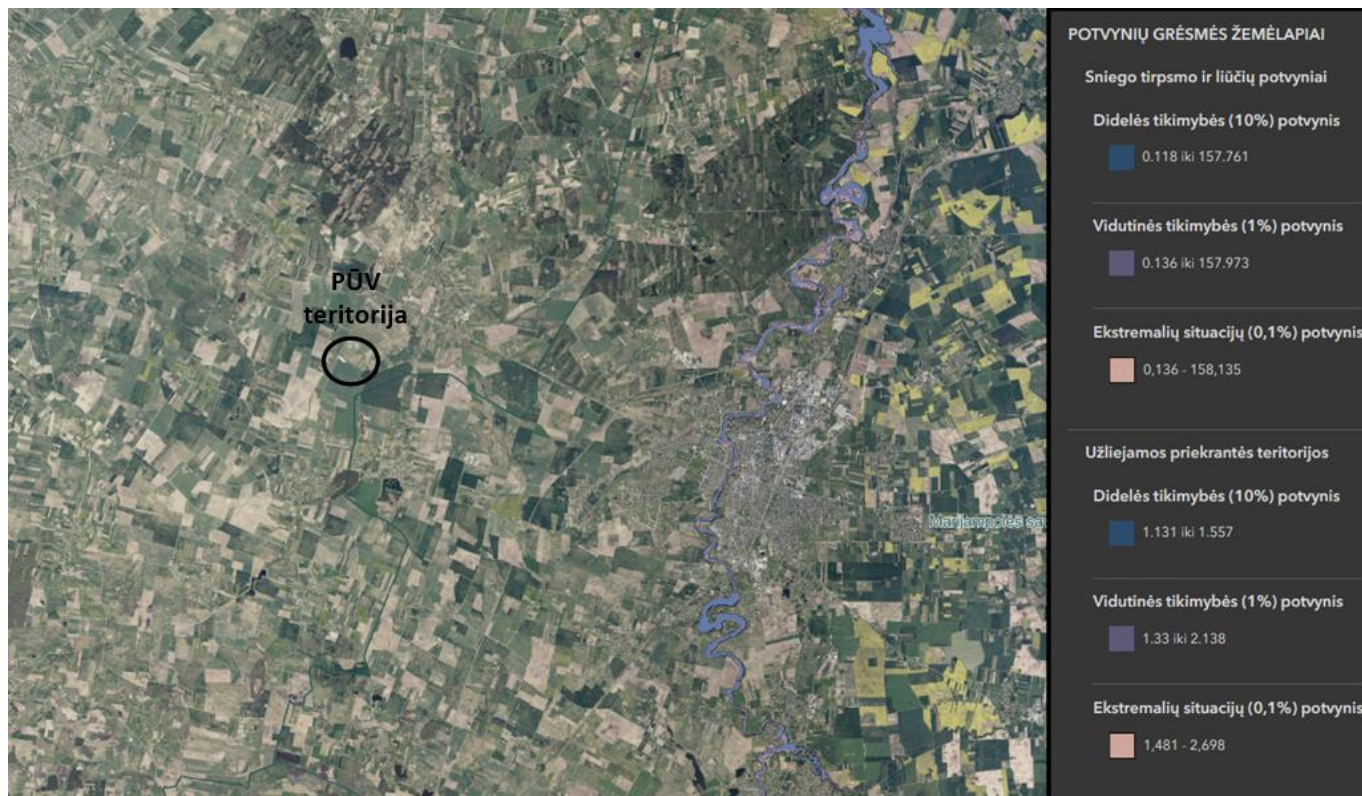 PŪV
teritorija
Marijampolės sa
POTVYNIŲ GRĖSMĖS ŽEMĖLAPIAI
Sniego tirpsmo ir liūčių potvyniai
Didelės tikimybės (10%) potvynis
0.118 iki 157.761
Vidutinės tikimybės (1%) potvynis
0.136 iki 157.973
Ekstremalių situacijų (0,1%) potvynis
0,136 - 158,135
Užliejamos priekrantės teritorijos
Didelės tikimybės (10%) potvynis
1.131 iki 1.557
Vidutinės tikimybės (1%) potvynis
1.33 iki 2.138
Ekstremalių situacijų (0,1%) potvynis
1,481 - 2,698